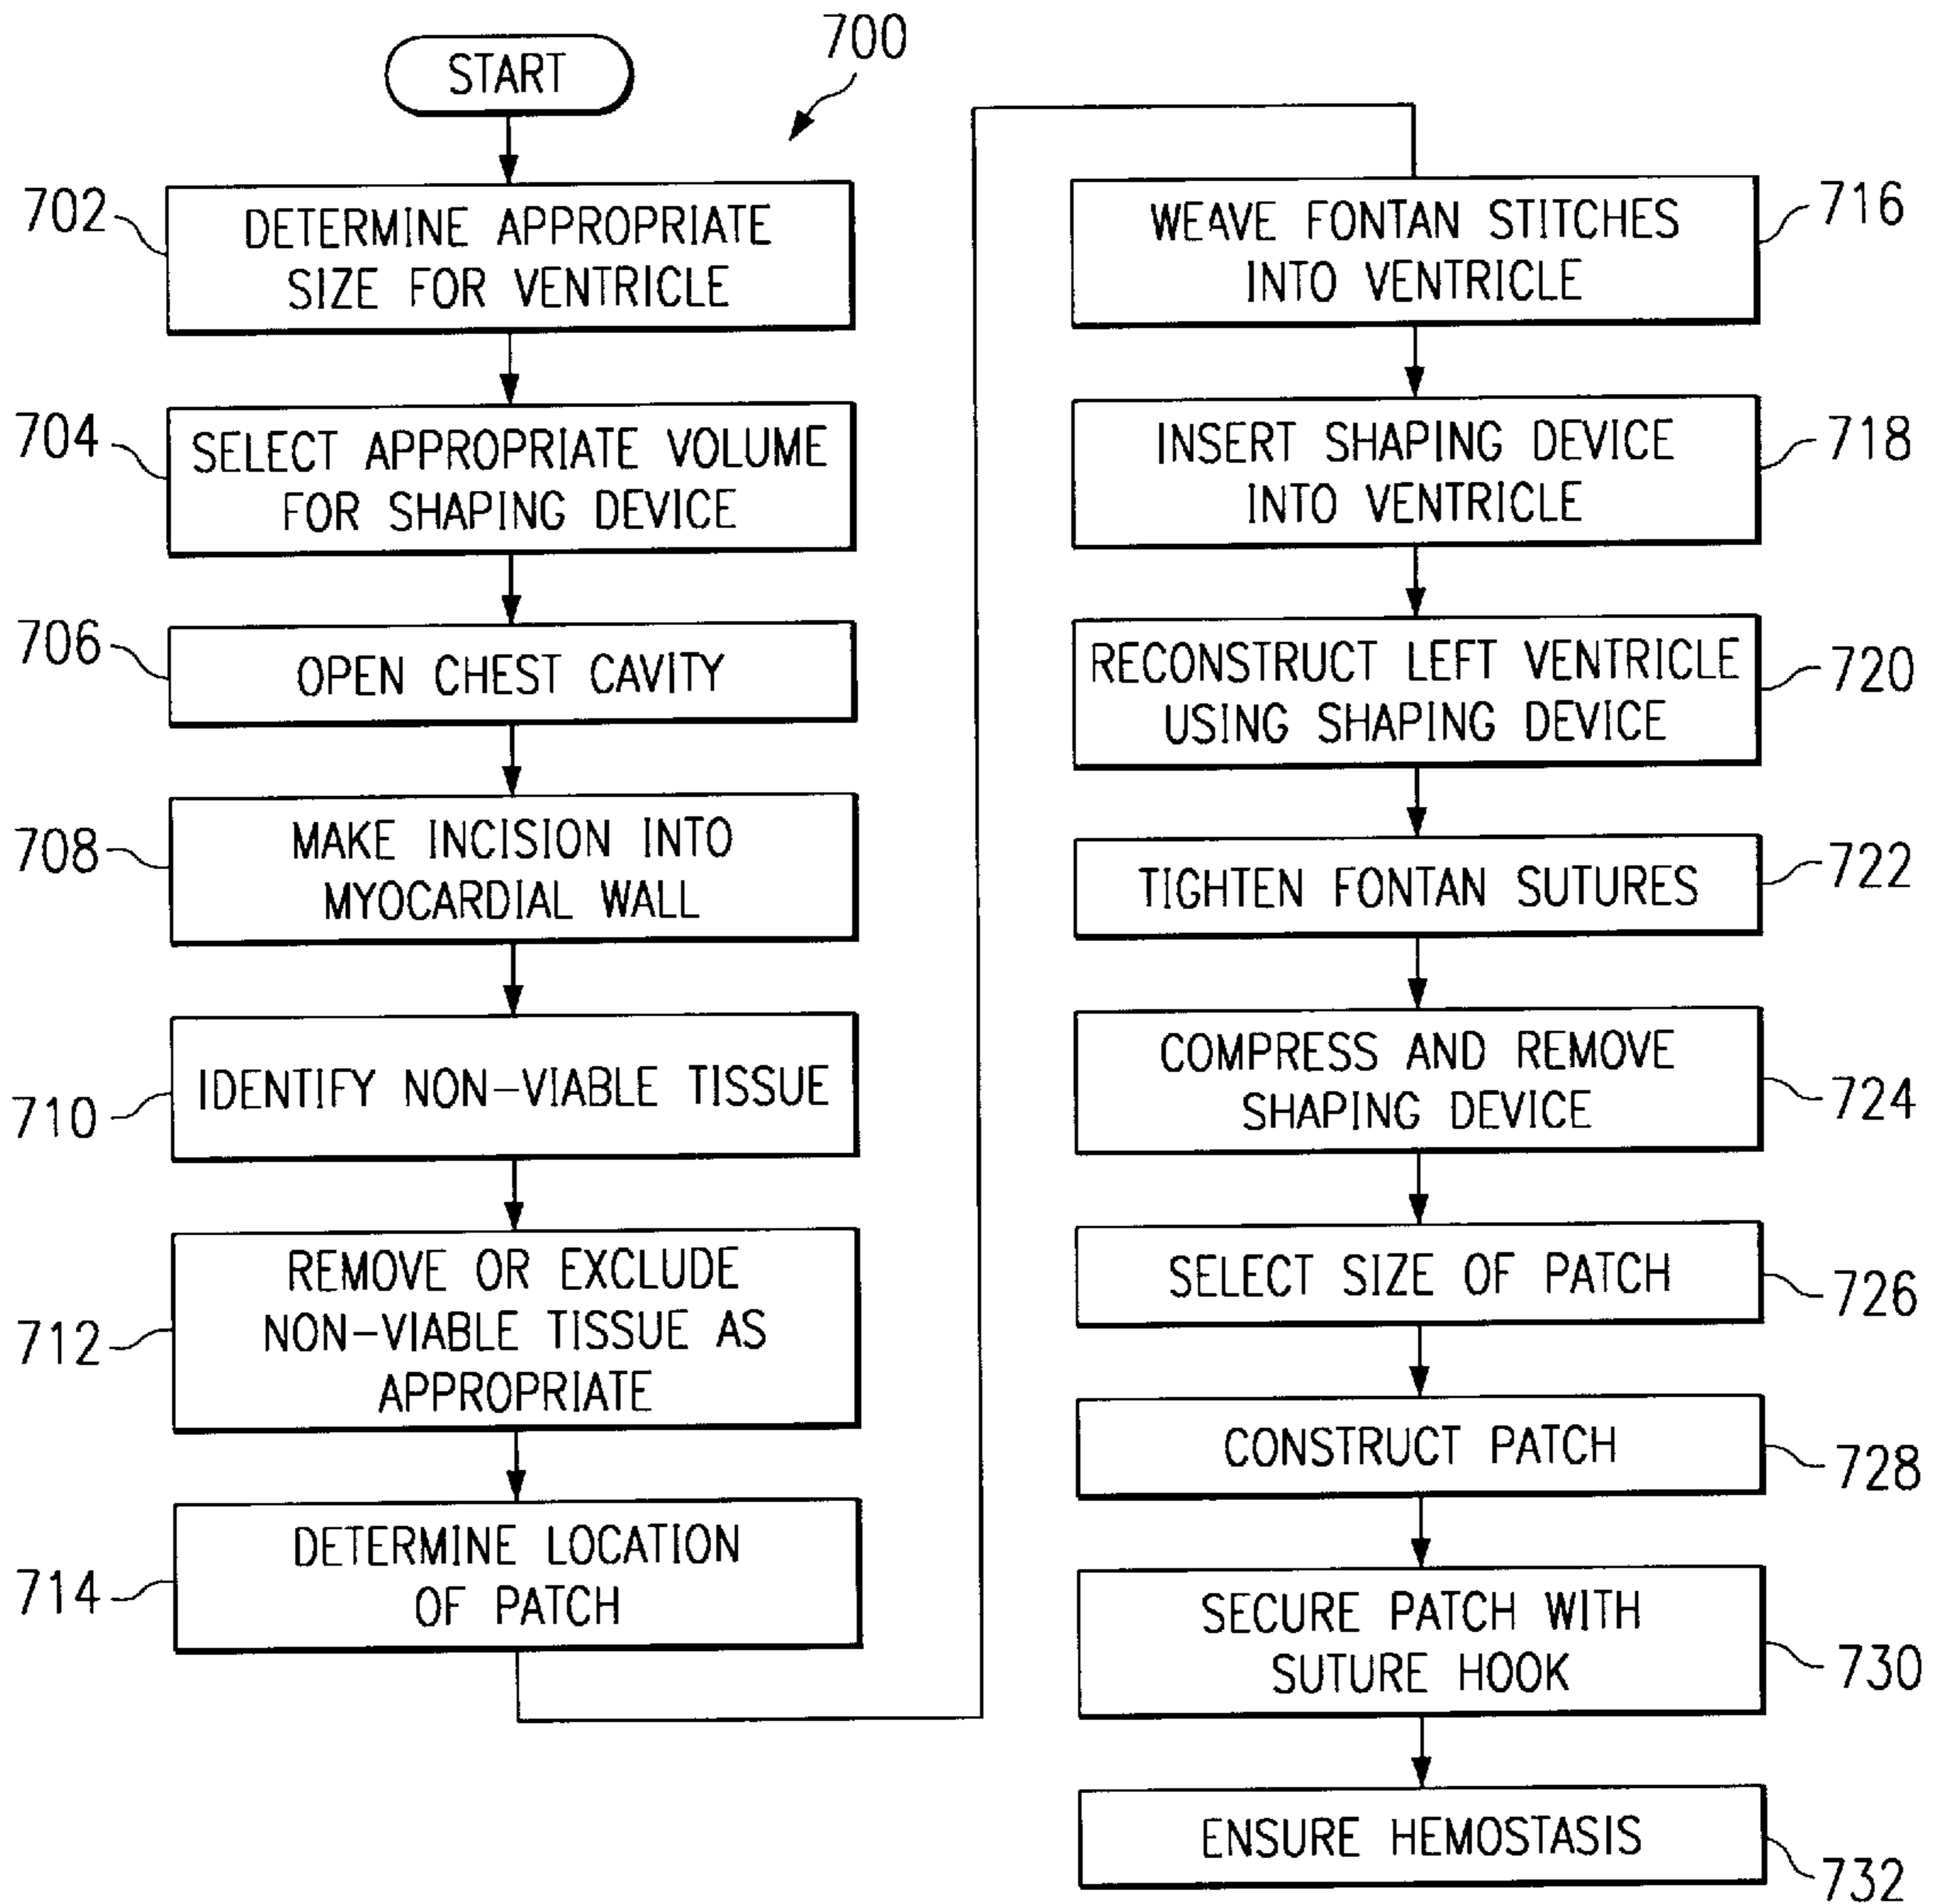 START
700
702
DETERMINE APPROPRIATE
SIZE FOR VENTRICLE
704
SELECT APPROPRIATE VOLUME
FOR SHAPING DEVICE
706
OPEN CHEST CAVITY
708
MAKE INCISION INTO
MYOCARDIAL WALL
710
IDENTIFY NON-VIABLE TISSUE
712
REMOVE OR EXCLUDE
NON-VIABLE TISSUE AS
APPROPRIATE
714
DETERMINE LOCATION
OF PATCH
WEAVE FONTAN STITCHES
INTO VENTRICLE
716
INSERT SHAPING DEVICE
INTO VENTRICLE
718
RECONSTRUCT LEFT VENTRICLE
USING SHAPING DEVICE
720
TIGHTEN FONTAN SUTURES
722
COMPRESS AND REMOVE
SHAPING DEVICE
724
SELECT SIZE OF PATCH
726
CONSTRUCT PATCH
728
SECURE PATCH WITH
SUTURE HOOK
730
ENSURE HEMOSTASIS
732